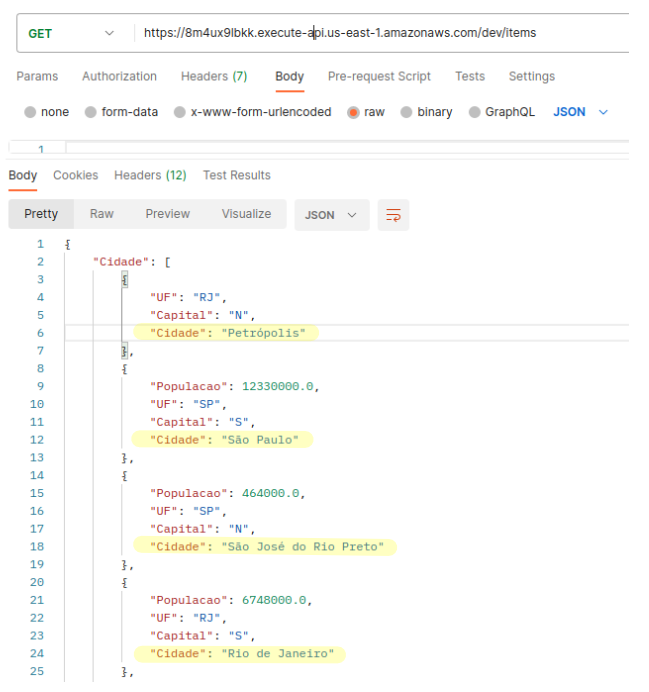 GET https://8m4ux9lbkk.execute-api.us-east-1.amazonaws.com/dev/items
Params Authorization Headers (7) Body Pre-request Script Tests Settings
none form-data x-www-form-urlencoded raw binary GraphQL JSON
1
Body Cookies Headers (12) Test Results
Pretty Raw Preview Visualize JSON
1 {
2 "Cidade": [
3 {
4 "UF": "RJ",
5 "Capital": "N",
6 "Cidade": "Petrópolis"
7 },
8 {
9 "Populacao": 12330000.0,
10 "UF": "SP",
11 "Capital": "S",
12 "Cidade": "São Paulo"
13 },
14 {
15 "Populacao": 464000.0,
16 "UF": "SP",
17 "Capital": "N",
18 "Cidade": "São José do Rio Preto"
19 },
20 {
21 "Populacao": 6748000.0,
22 "UF": "RJ",
23 "Capital": "S",
24 "Cidade": "Rio de Janeiro"
25 },